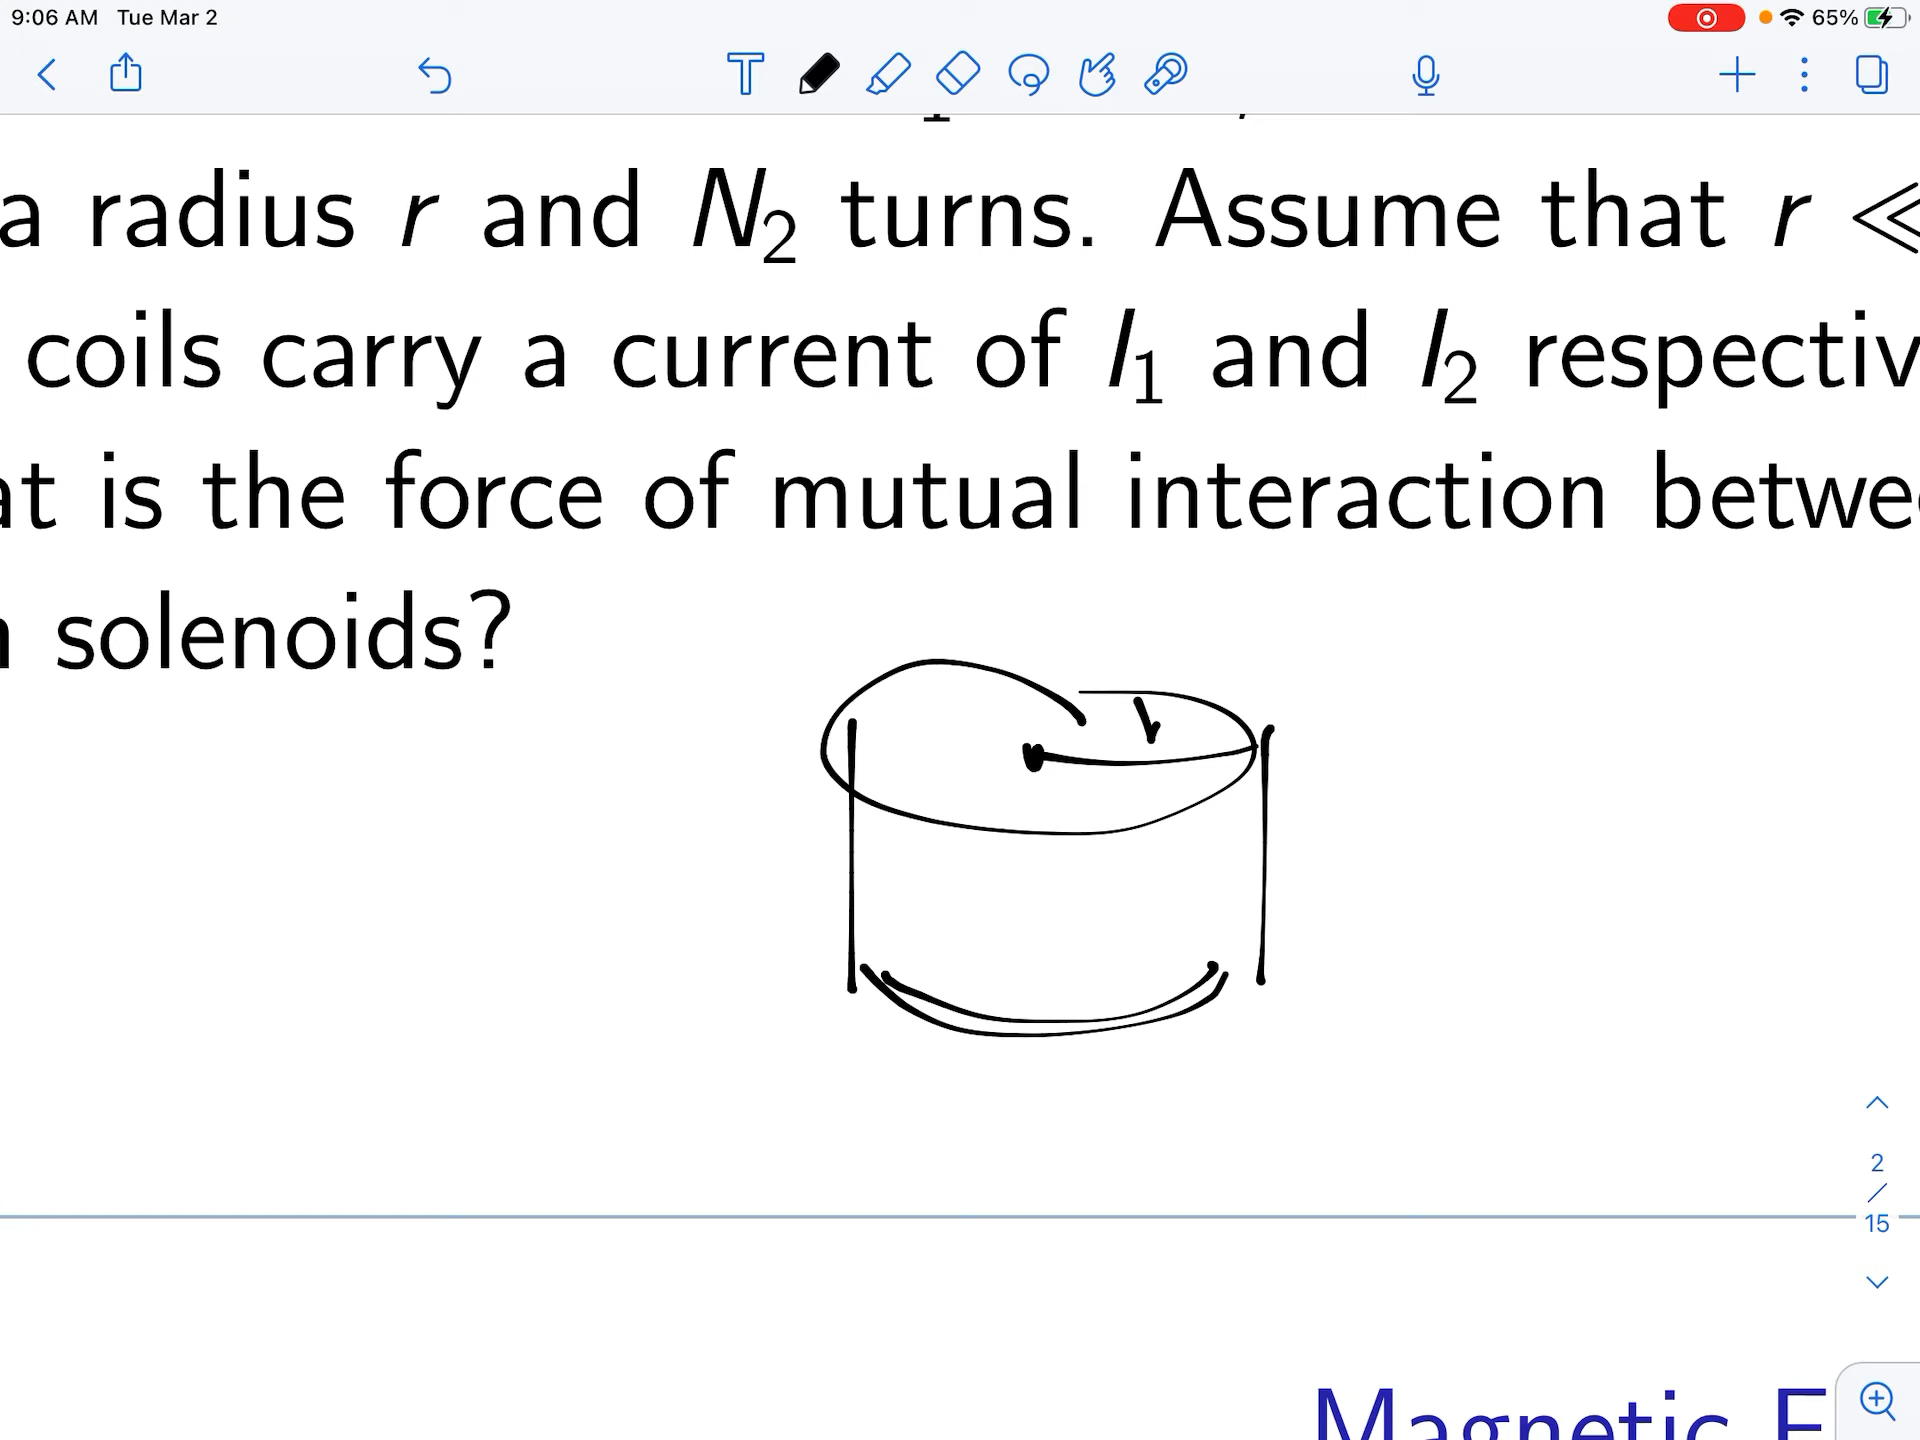 9:06 AM Tue Mar 2
65%
a radius r and N₂ turns. Assume that r ≪
coils carry a current of I₁ and I₂ respectiv
at is the force of mutual interaction betwe
solenoids?
r
2
/
15
Magnetic F